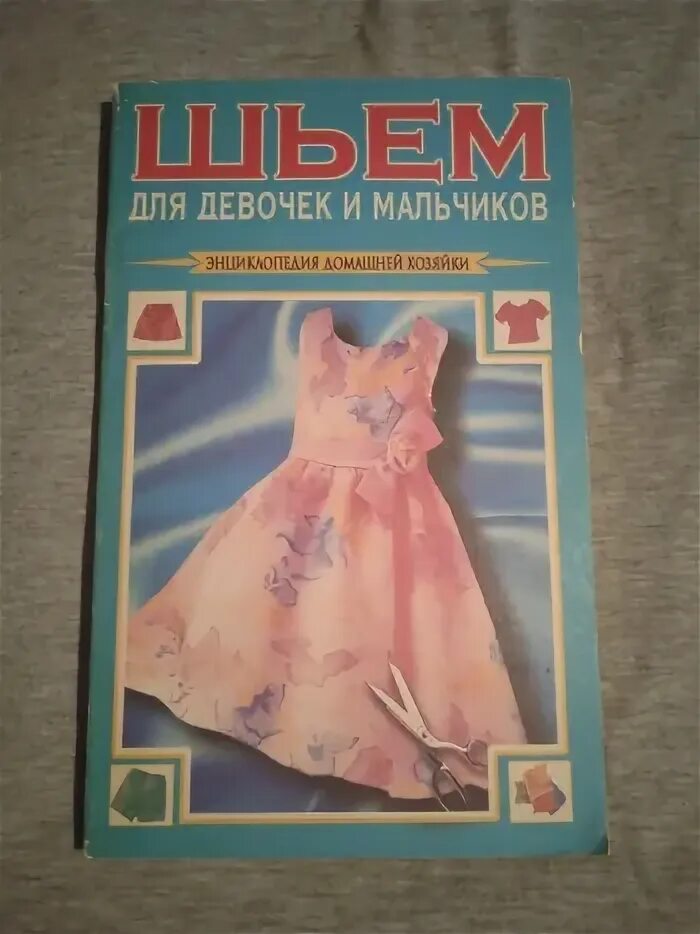 ШЬЕМ
ДЛЯ ДЕВОЧЕК И МАЛЬЧИКОВ
ЭНЦИКЛОПЕДИЯ ДОМАШНЕЙ ХОЗЯЙКИ